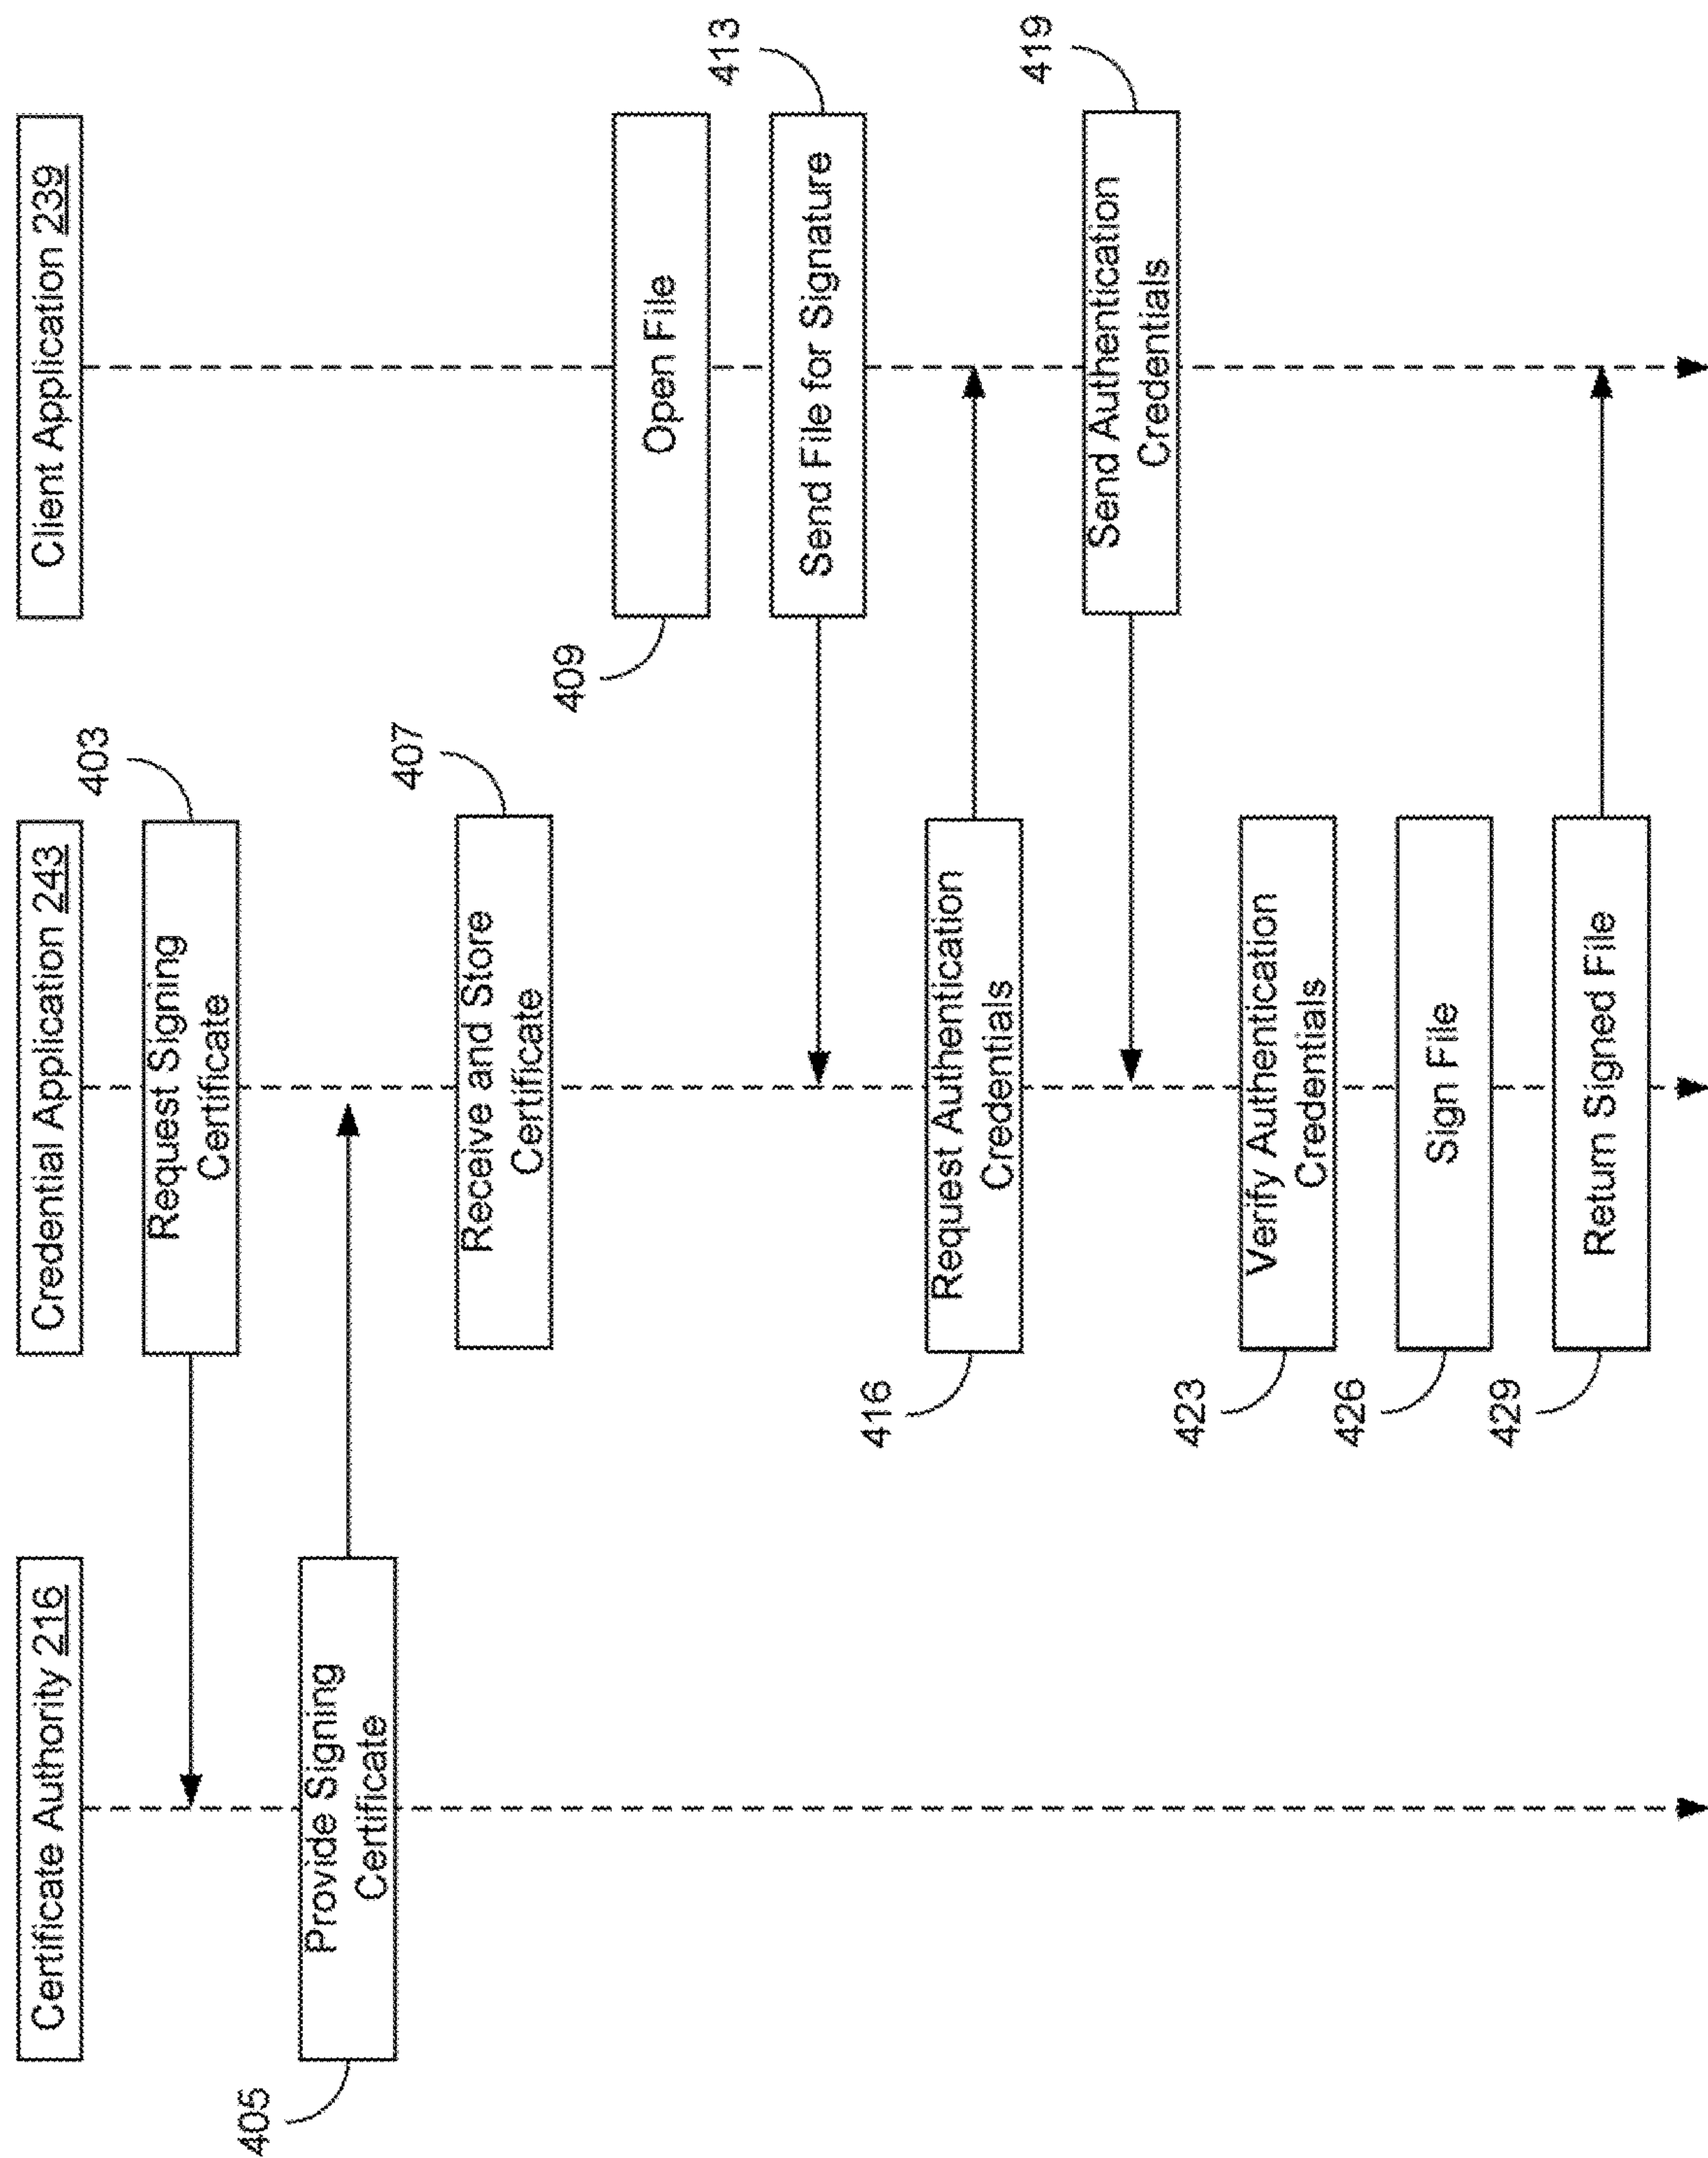 Certificate Authority 216
Credential Application 243
Client Application 239
403
Request Signing
Certificate
405
Provide Signing
Certificate
407
Receive and Store
Certificate
409
Open File
413
Send File for Signature
416
Request Authentication
Credentials
419
Send Authentication
Credentials
423
Verify Authentication
Credentials
426
Sign File
429
Return Signed File